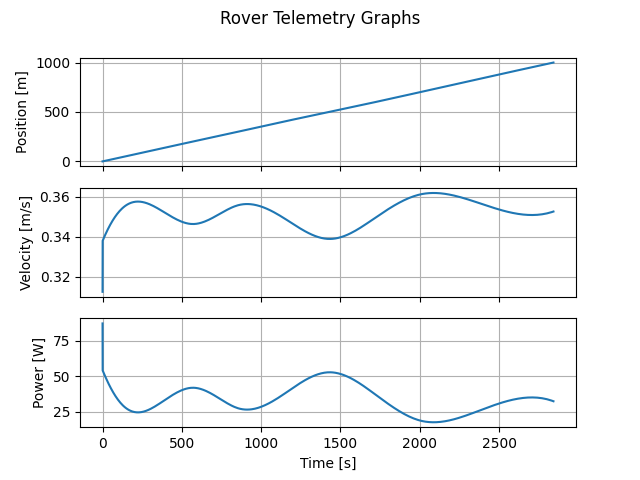 Rover Telemetry Graphs
1000
500
0
Position [m]
0.36
0.34
0.32
Velocity [m/s]
75
50
25
Power [W]
0 500 1000 1500 2000 2500
Time [s]